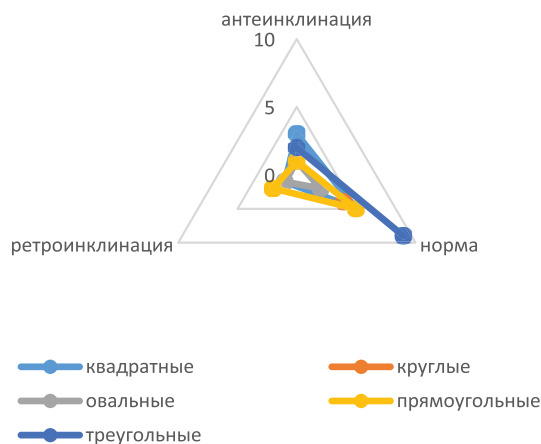 антеинклинация
10
5
0
ретроинклинация
норма
квадратные
круглые
овальные
прямоугольные
треугольные